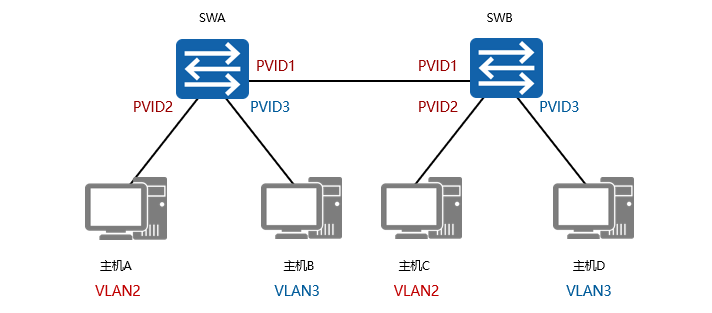 SWA
SWB
PVID1
PVID1
PVID2
PVID3
PVID2
PVID3
主机A
主机B
主机C
主机D
VLAN2
VLAN3
VLAN2
VLAN3